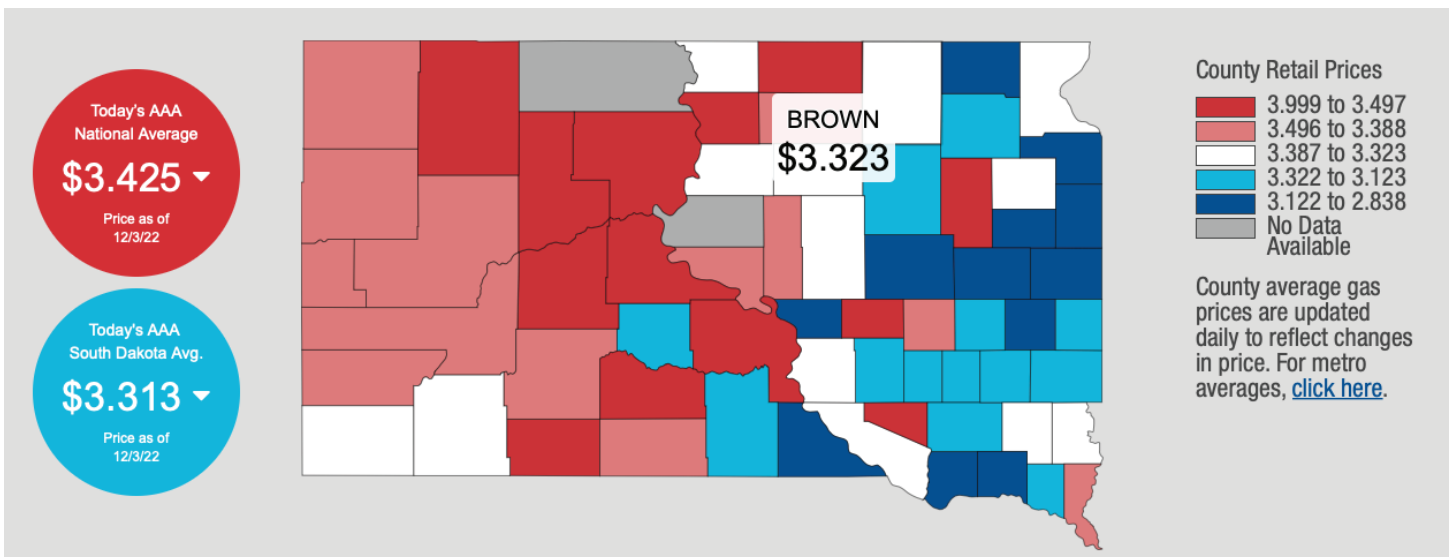 Today's AAA
National Average
$3.425
Price as of
12/3/22
Today's AAA
South Dakota Avg.
$3.313
Price as of
12/3/22
BROWN
$3.323
County Retail Prices
3.999 to 3.497
3.496 to 3.388
3.387 to 3.323
3.322 to 3.123
3.122 to 2.838
No Data
Available
County average gas
prices are updated
daily to reflect changes
in price. For metro
averages, click here.